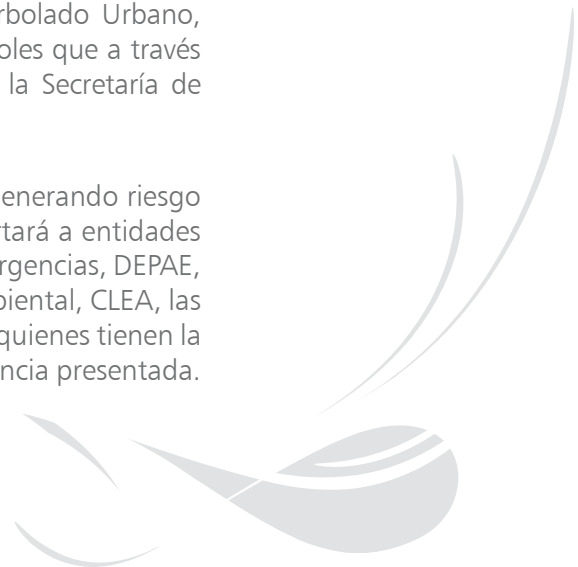 rbolado Urbano,
oles que a través
la Secretaría de
enerando riesgo
tará a entidades
rgencias, DEPAE,
biental, CLEA, las
quienes tienen la
ncia presentada.